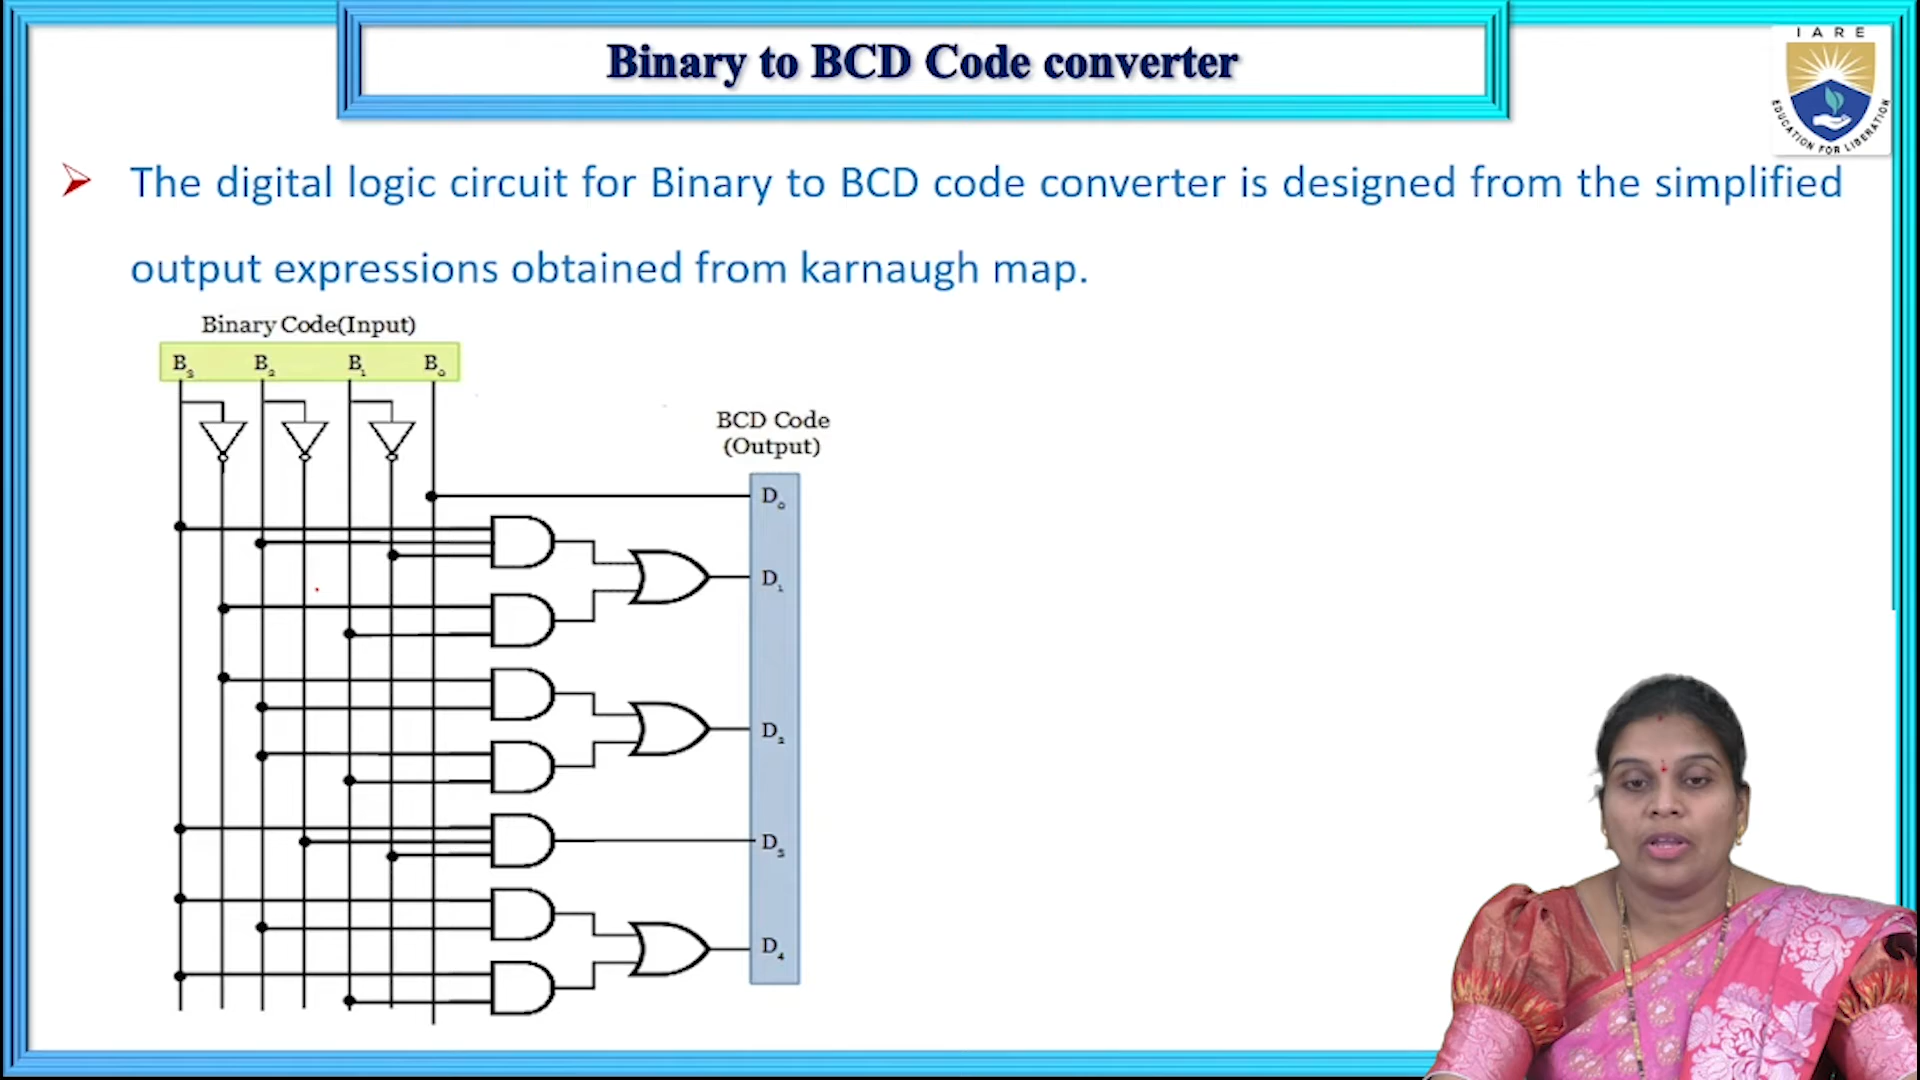 Binary to BCD Code converter
IARE
EDUCATION FOR LIBERATION
The digital logic circuit for Binary to BCD code converter is designed from the simplified
output expressions obtained from karnaugh map.
Binary Code(Input)
B₃ B₂ B₁ B₀
BCD Code
(Output)
D₀
D₁
D₂
D₃
D₄